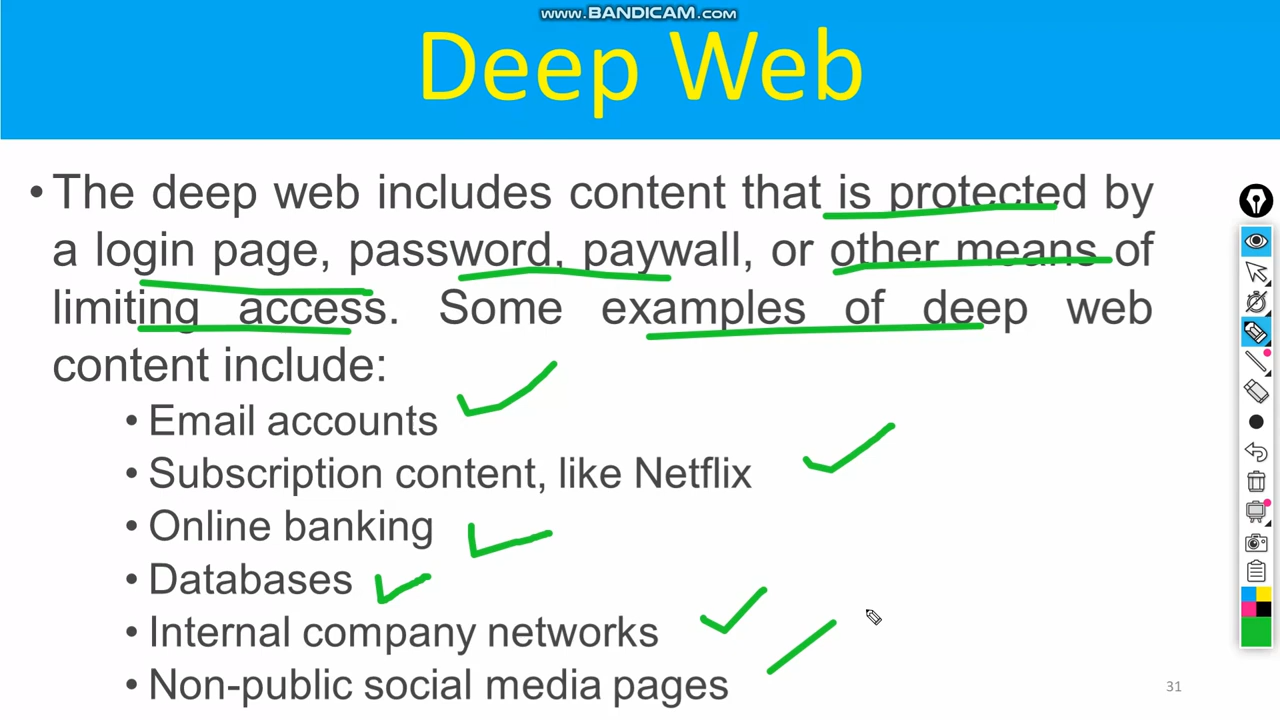 www.BANDICAM.com
Deep Web
• The deep web includes content that is protected by
a login page, password, paywall, or other means of
limiting access. Some examples of deep web
content include:
• Email accounts
• Subscription content, like Netflix
• Online banking
• Databases
• Internal company networks
• Non-public social media pages
31